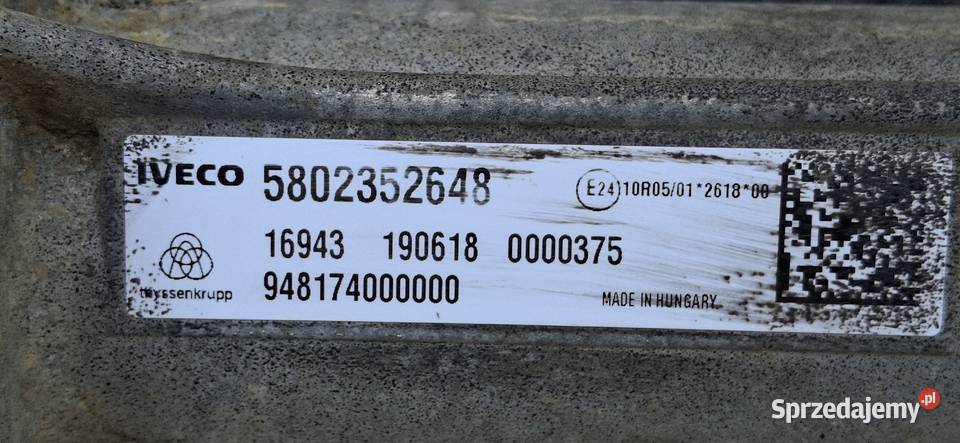 IVECO 5802352648 E24 10R05/01*2618*00
16943 190618 0000375
thyssenkrupp 948174000000 MADE IN HUNGARY
Sprzedajemy.pl